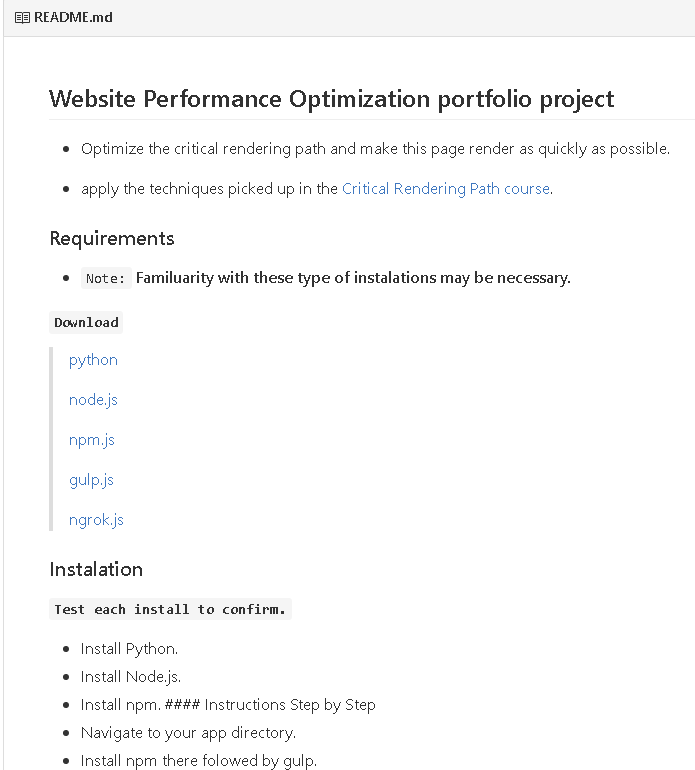 README.md
Website Performance Optimization portfolio project
Optimize the critical rendering path and make this page render as quickly as possible.
apply the techniques picked up in the Critical Rendering Path course.
Requirements
Note: Familuarity with these type of instalations may be necessary.
Download
python
node.js
npm.js
gulp.js
ngrok.js
Instalation
Test each install to confirm.
Install Python.
Install Node.js.
Install npm. #### Instructions Step by Step
Navigate to your app directory.
Install npm there folowed by gulp.